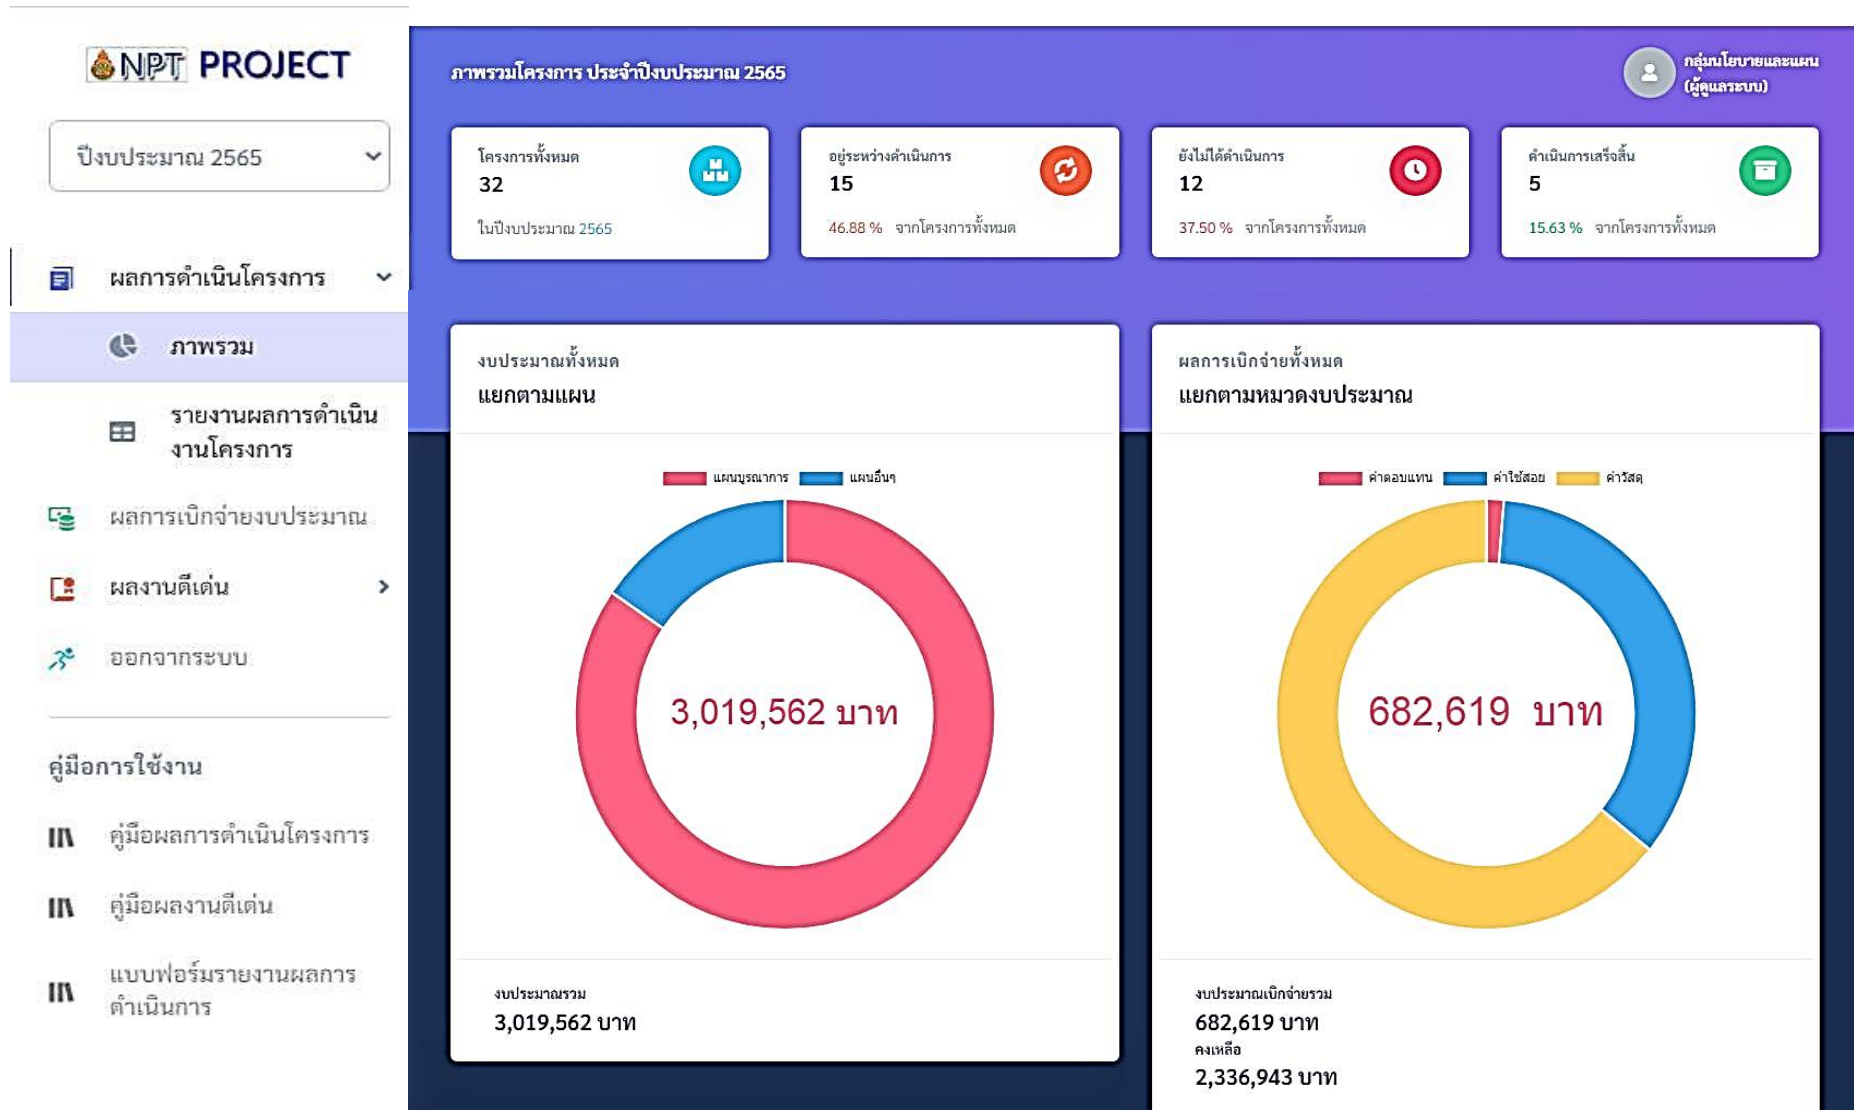 NPT PROJECT
ปีงบประมาณ 2565
ผลการดำเนินโครงการ
ภาพรวม
รายงานผลการดำเนิน
งานโครงการ
ผลการเบิกจ่ายงบประมาณ
ผลงานดีเด่น
ออกจากระบบ
คู่มือการใช้งาน
คู่มือผลการดำเนินโครงการ
คู่มือผลงานดีเด่น
แบบฟอร์มรายงานผลการ
ดำเนินการ
ภาพรวมโครงการ ประจำปีงบประมาณ 2565
กลุ่มนโยบายและแผน
(ผู้ดูแลระบบ)
โครงการทั้งหมด
32
ในปีงบประมาณ 2565
อยู่ระหว่างดำเนินการ
15
46.88 % จากโครงการทั้งหมด
ยังไม่ได้ดำเนินการ
12
37.50 % จากโครงการทั้งหมด
ดำเนินการเสร็จสิ้น
5
15.63 % จากโครงการทั้งหมด
งบประมาณทั้งหมด
แยกตามแผน
แผนบูรณาการ แผนอื่นๆ
3,019,562 บาท
งบประมาณรวม
3,019,562 บาท
ผลการเบิกจ่ายทั้งหมด
แยกตามหมวดงบประมาณ
ค่าตอบแทน ค่าใช้สอย ค่าวัสดุ
682,619 บาท
งบประมาณเบิกจ่ายรวม
682,619 บาท
คงเหลือ
2,336,943 บาท